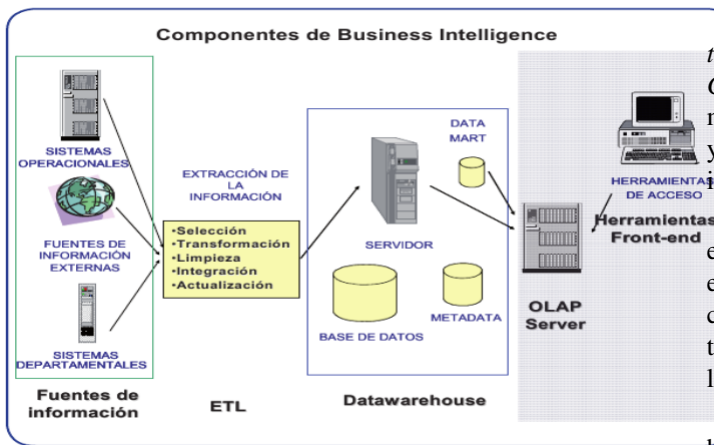 Componentes de Business Intelligence
SISTEMAS
OPERACIONALES
FUENTES DE
INFORMACIÓN
EXTERNAS
SISTEMAS
DEPARTAMENTALES
Fuentes de
información
EXTRACCIÓN DE
LA
INFORMACIÓN
•Selección
•Transformación
•Limpieza
•Integración
•Actualización
ETL
DATA
MART
SERVIDOR
BASE DE DATOS
METADATA
Datawarehouse
OLAP
Server
HERRAMIENTAS
DE ACCESO
Herramientas
Front-end